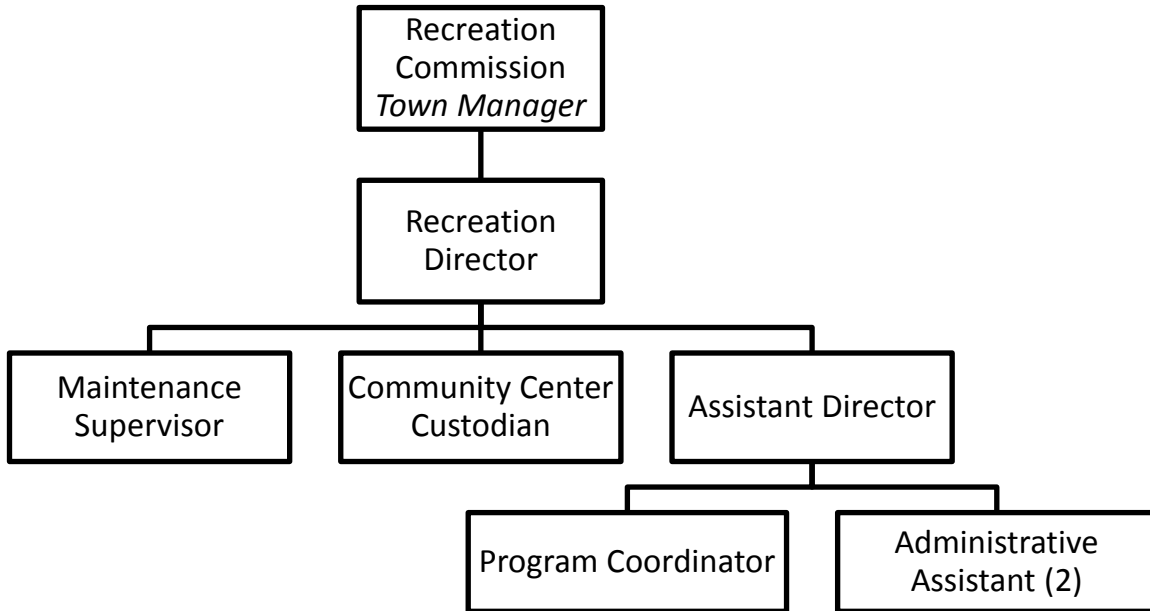 Recreation
Commission
Town Manager
Recreation
Director
Maintenance
Supervisor
Community Center
Custodian
Assistant Director
Program Coordinator
Administrative
Assistant (2)